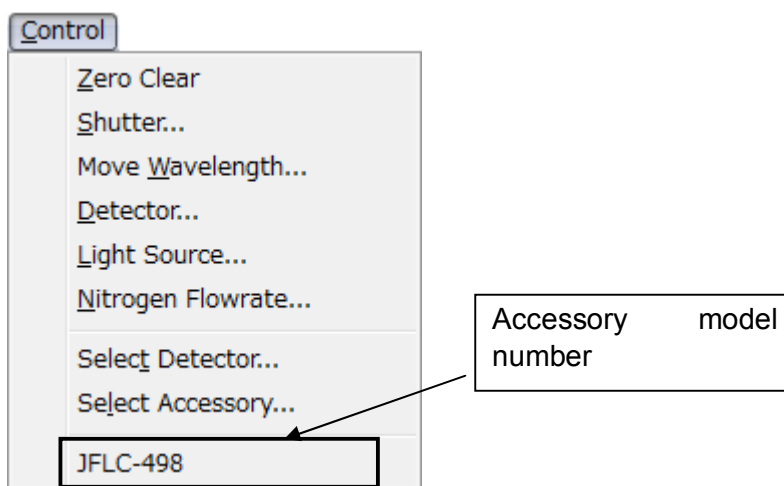 Control
Zero Clear
Shutter...
Move Wavelength...
Detector...
Light Source...
Nitrogen Flowrate...
Select Detector...
Select Accessory...
JFLC-498
Accessory model
number